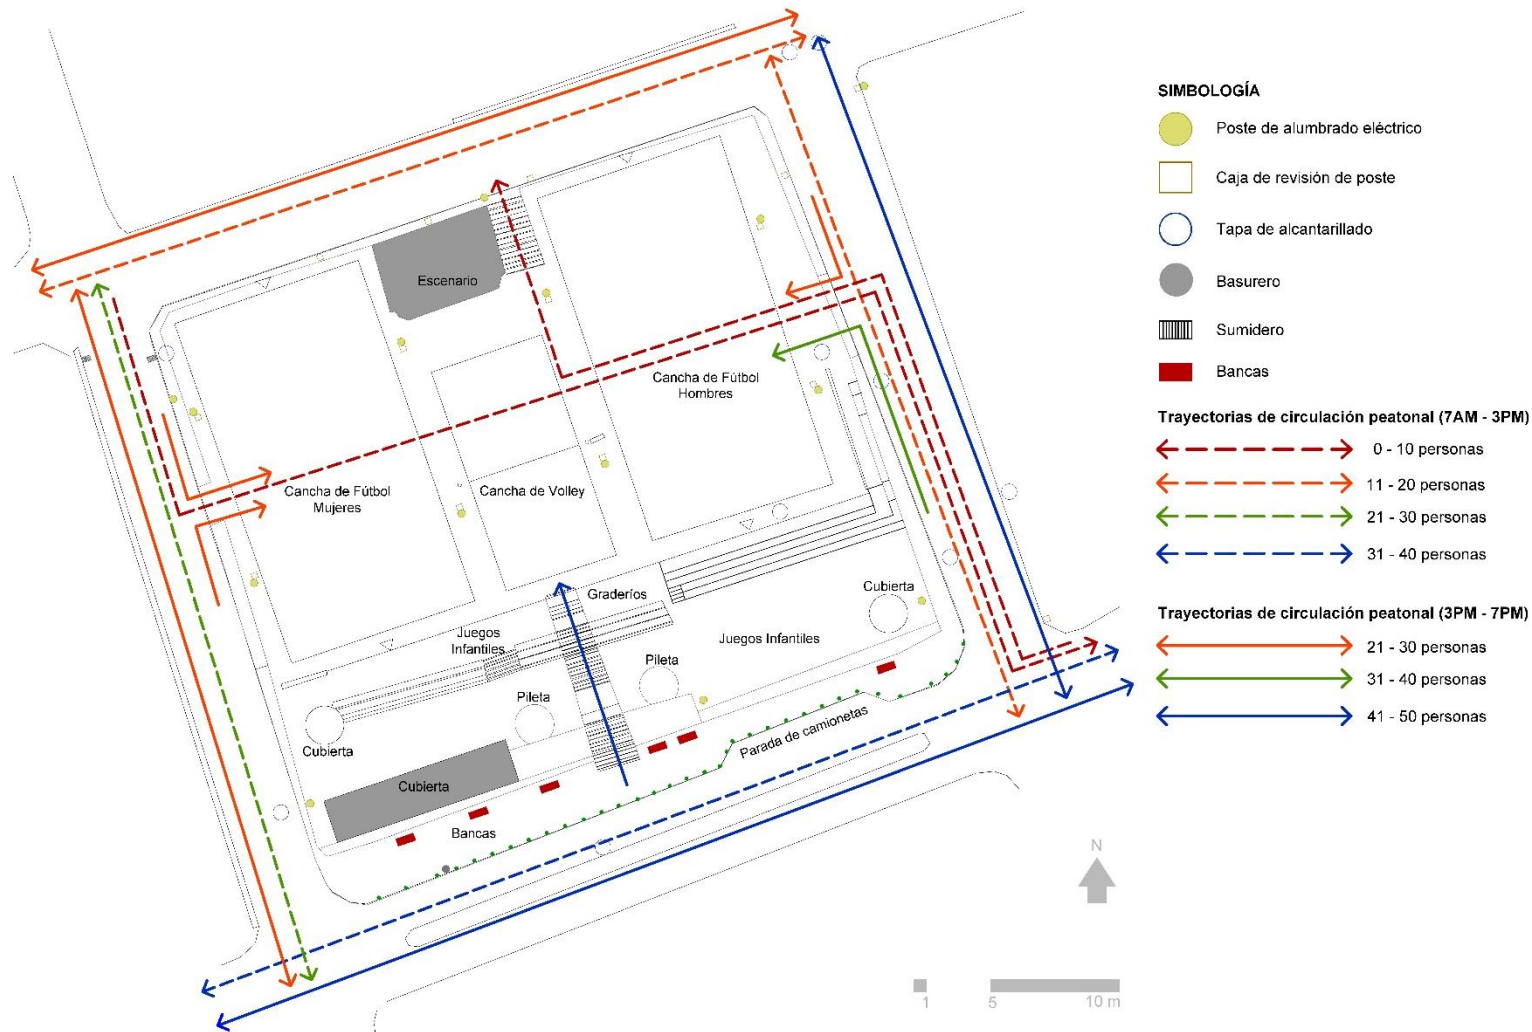 Escenario
Cancha de Fútbol
Hombres
Cancha de Fútbol
Mujeres
Cancha de Volley
Graderíos
Cubierta
Juegos
Infantiles
Juegos Infantiles
Pileta
Pileta
Cubierta
Cubierta
Parada de camionetas
Bancas
SIMBOLOGÍA
Poste de alumbrado eléctrico
Caja de revisión de poste
Tapa de alcantarillado
Basurero
Sumidero
Bancas
Trayectorias de circulación peatonal (7AM - 3PM)
0 - 10 personas
11 - 20 personas
21 - 30 personas
31 - 40 personas
Trayectorias de circulación peatonal (3PM - 7PM)
21 - 30 personas
31 - 40 personas
41 - 50 personas
N
1 5 10 m